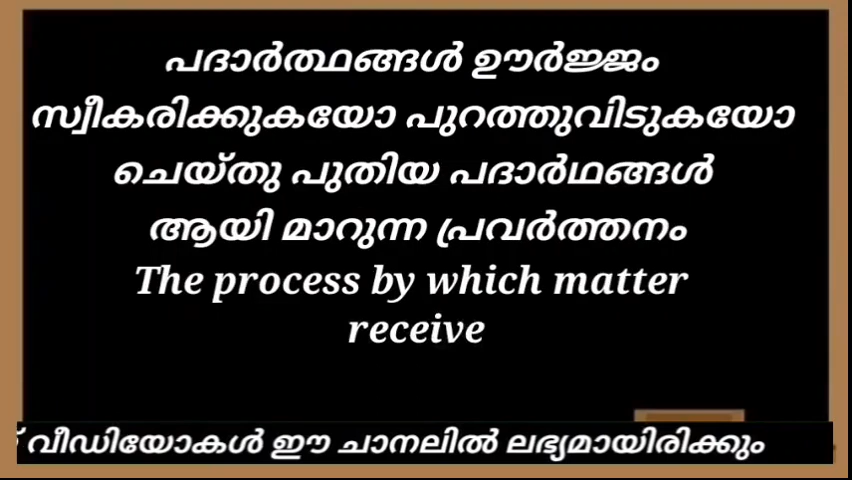 പദാർത്ഥങ്ങൾ ഊർജ്ജം
സ്വീകരിക്കുകയോ പുറത്തുവിടുകയോ
ചെയ്തു പുതിയ പദാർഥങ്ങൾ
ആയി മാറുന്ന പ്രവർത്തനം
The process by which matter
receive
വീഡിയോകൾ ഈ ചാനലിൽ ലഭ്യമായിരിക്കും